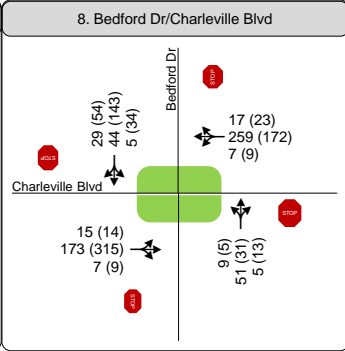 8. Bedford Dr/Charleville Blvd
Bedford Dr
STOP
29 (54)
44 (143)
5 (34)
17 (23)
259 (172)
7 (9)
STOP
Charleville Blvd
STOP
15 (14)
173 (315)
7 (9)
9 (5)
51 (31)
5 (13)
STOP